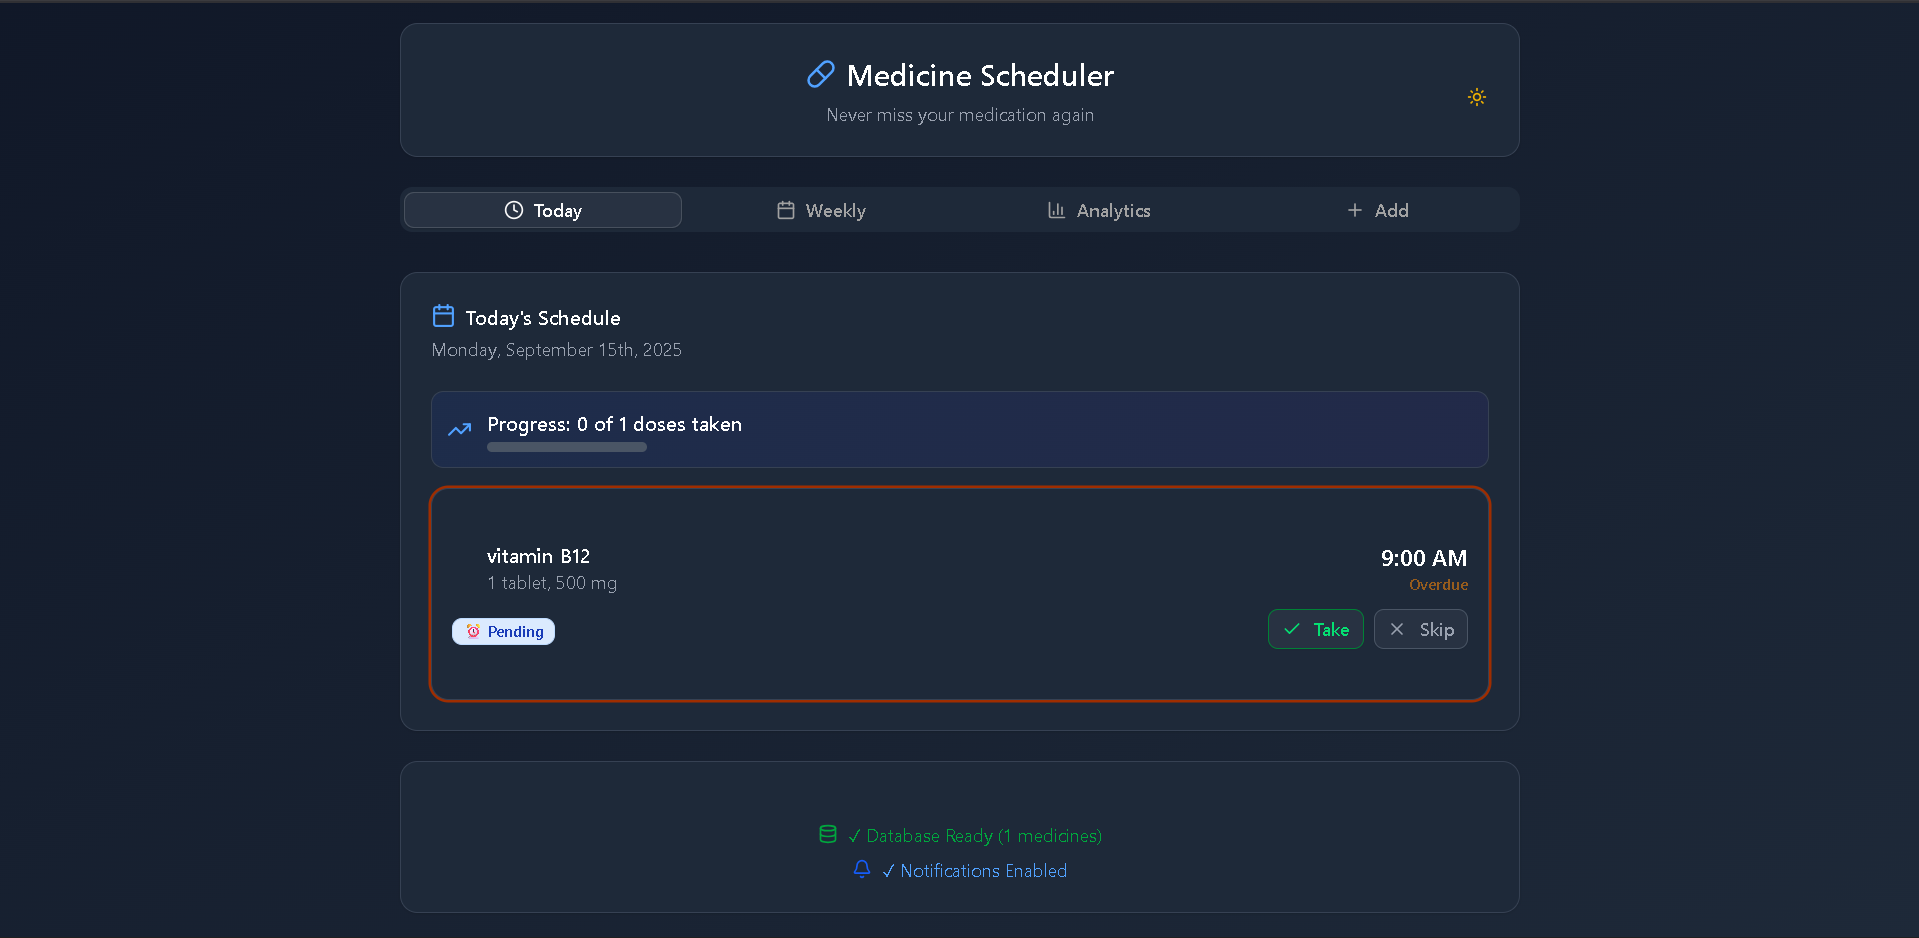 Medicine Scheduler
Never miss your medication again
Today
Weekly
Analytics
Add
Today's Schedule
Monday, September 15th, 2025
Progress: 0 of 1 doses taken
vitamin B12
9:00 AM
1 tablet, 500 mg
Overdue
⏰ Pending
Take
Skip
✓ Database Ready (1 medicines)
✓ Notifications Enabled